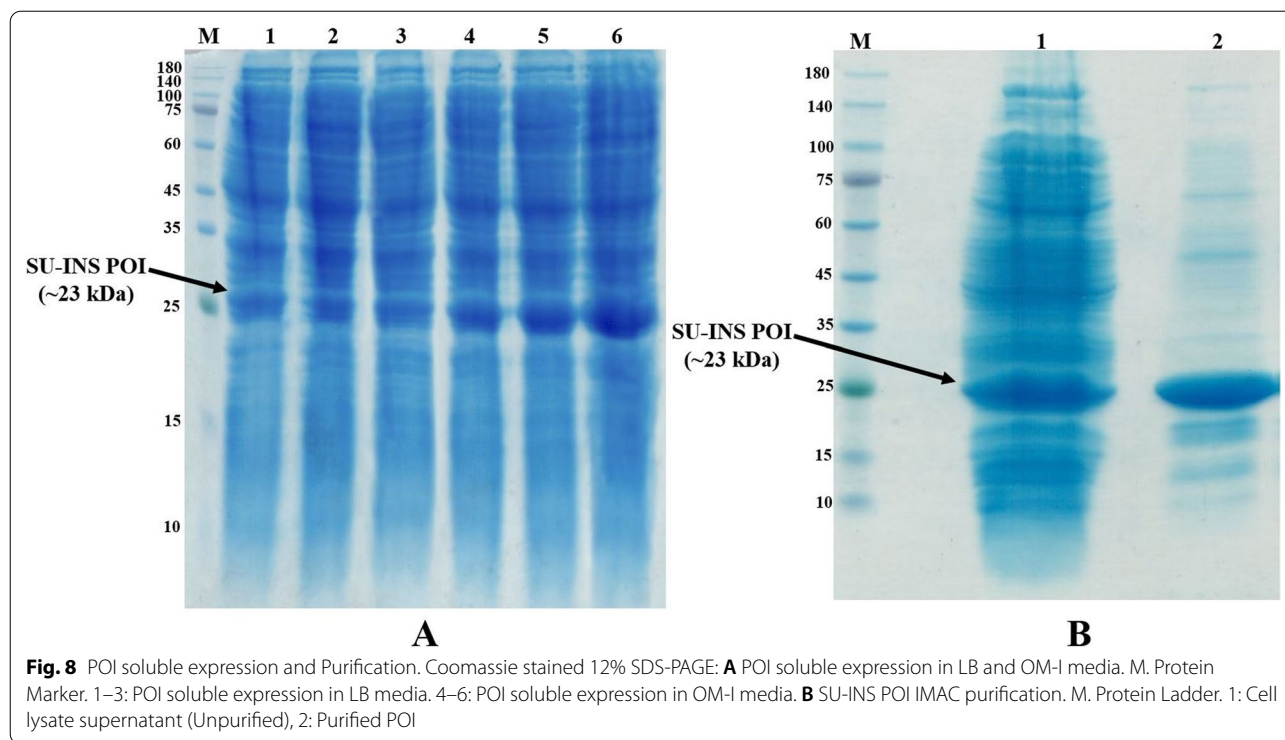 M 1 2 3 4 5 6
180
140
100
75
60
45
35
SU-INS POI
(~23 kDa)
25
15
10
A
M 1 2
180
140
100
75
60
45
35
SU-INS POI
(~23 kDa)
25
15
10
B
Fig. 8 POI soluble expression and Purification. Coomassie stained 12% SDS-PAGE: A POI soluble expression in LB and OM-I media. M. Protein
Marker. 1–3: POI soluble expression in LB media. 4–6: POI soluble expression in OM-I media. B SU-INS POI IMAC purification. M. Protein Ladder. 1: Cell
lysate supernatant (Unpurified), 2: Purified POI